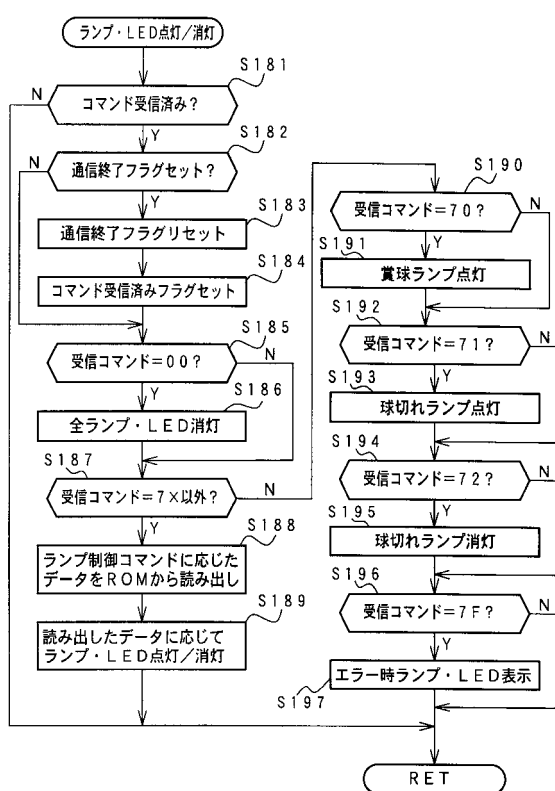 ランプ・LED点灯/消灯
S181
N
コマンド受信済み?
Y
S182
N
通信終了フラグセット?
Y
S183
通信終了フラグリセット
S184
コマンド受信済みフラグセット
S185
受信コマンド=00?
N
Y
S186
全ランプ・LED消灯
S187
受信コマンド=7×以外?
N
Y
S188
ランプ制御コマンドに応じた
データをROMから読み出し
S189
読み出したデータに応じて
ランプ・LED点灯/消灯
S190
受信コマンド=70?
N
Y
S191
賞球ランプ点灯
S192
受信コマンド=71?
N
Y
S193
球切れランプ点灯
S194
受信コマンド=72?
N
Y
S195
球切れランプ消灯
S196
受信コマンド=7F?
N
Y
エラー時ランプ・LED表示
S197
RET